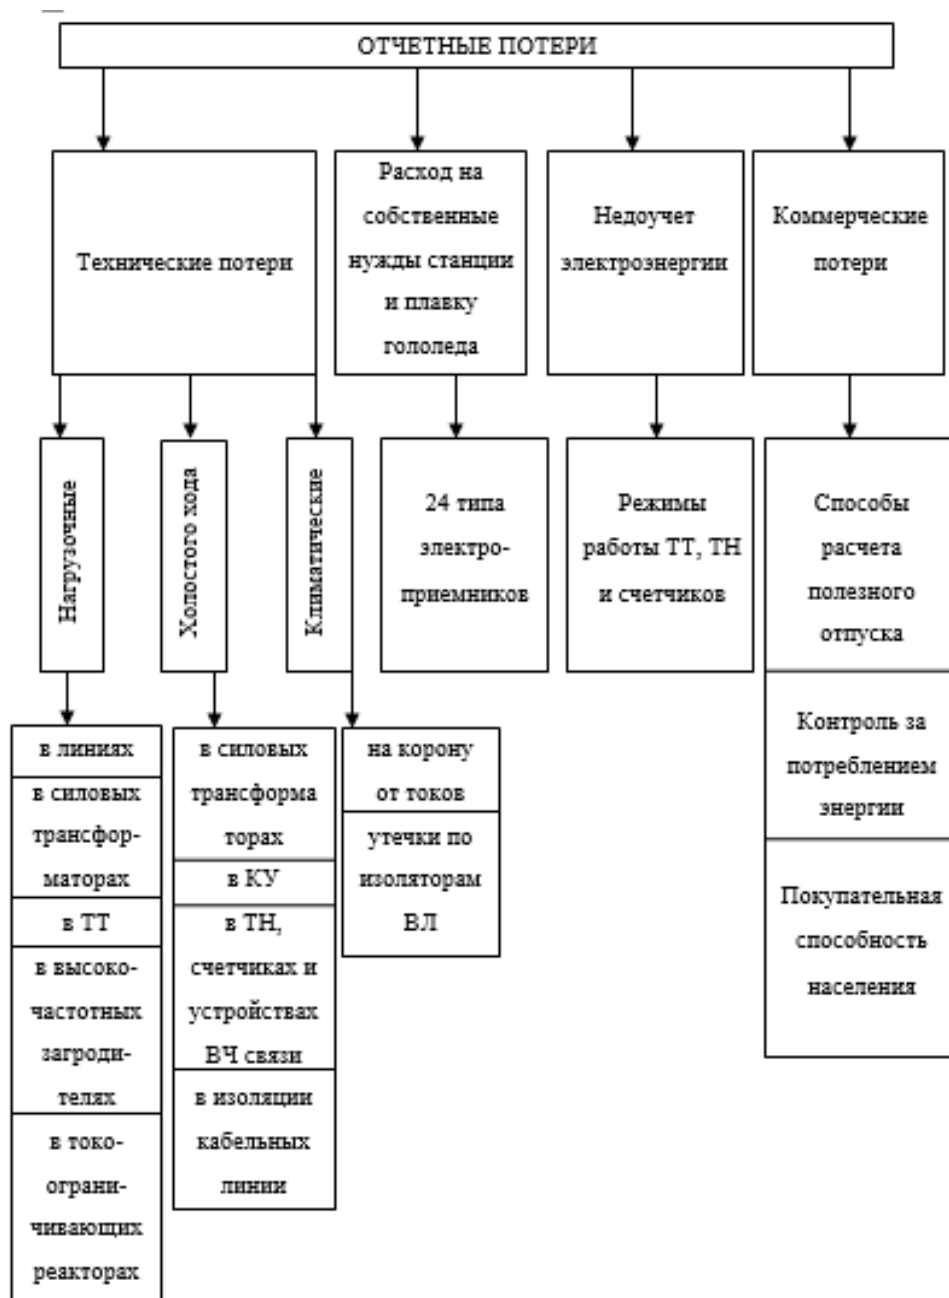 ОТЧЕТНЫЕ ПОТЕРИ
Технические потери
Расход на
собственные
нужды станции
и плавку
гололеда
Недоучет
электроэнергии
Коммерческие
потери
Нагрузочные
Холостого хода
Климатические
24 типа
электро-
приемников
Режимы
работы ТТ, ТН
и счетчиков
Способы
расчета
полезного
отпуска
Контроль за
потреблением
энергии
Покупательная
способность
населения
в линиях
в силовых
трансфор-
маторах
в ТТ
в высоко-
частотных
загради-
телях
в токо-
ограни-
чивающих
реакторах
в силовых
трансформа
торах
в КУ
в ТН,
счетчиках и
устройствах
ВЧ связи
в изоляции
кабельных
линии
на корону
от токов
утечки по
изоляторам
ВЛ